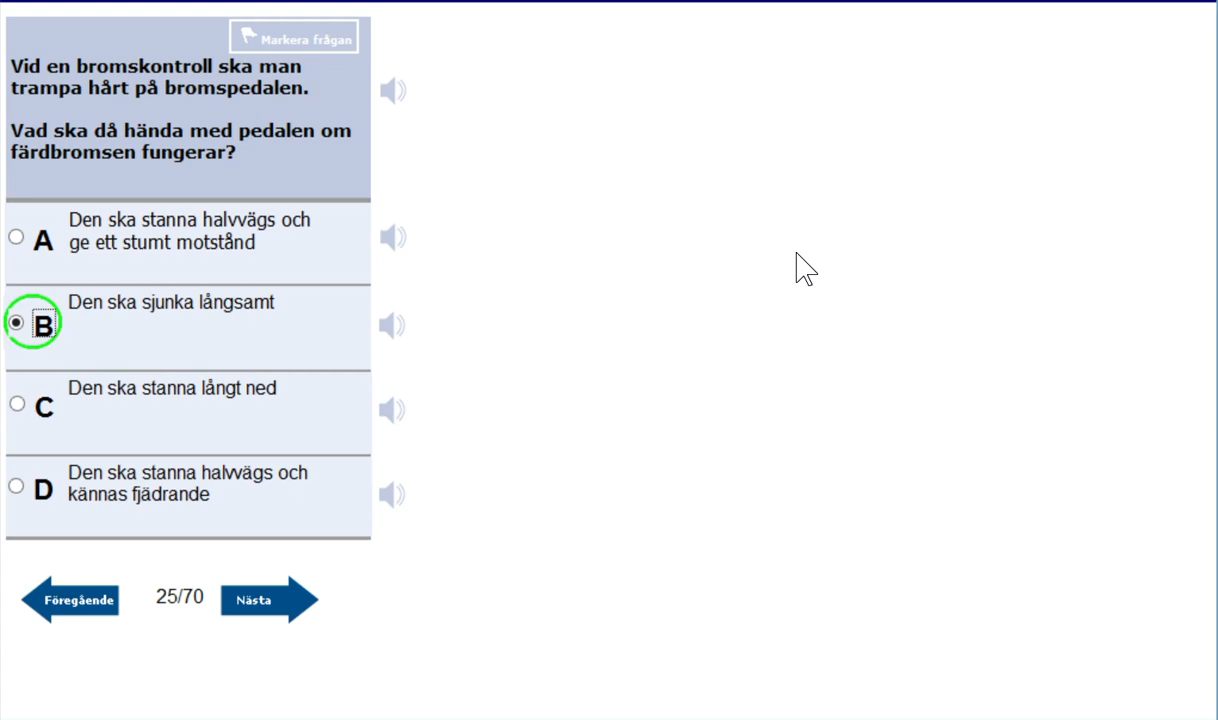 Markera frågan
Vid en bromskontroll ska man
trampa hårt på bromspedalen.
Vad ska då hända med pedalen om
färdbromsen fungerar?
A Den ska stanna halvvägs och
ge ett stumt motstånd
B Den ska sjunka långsamt
C Den ska stanna långt ned
D Den ska stanna halvvägs och
kännas fjädrande
Föregående 25/70 Nästa